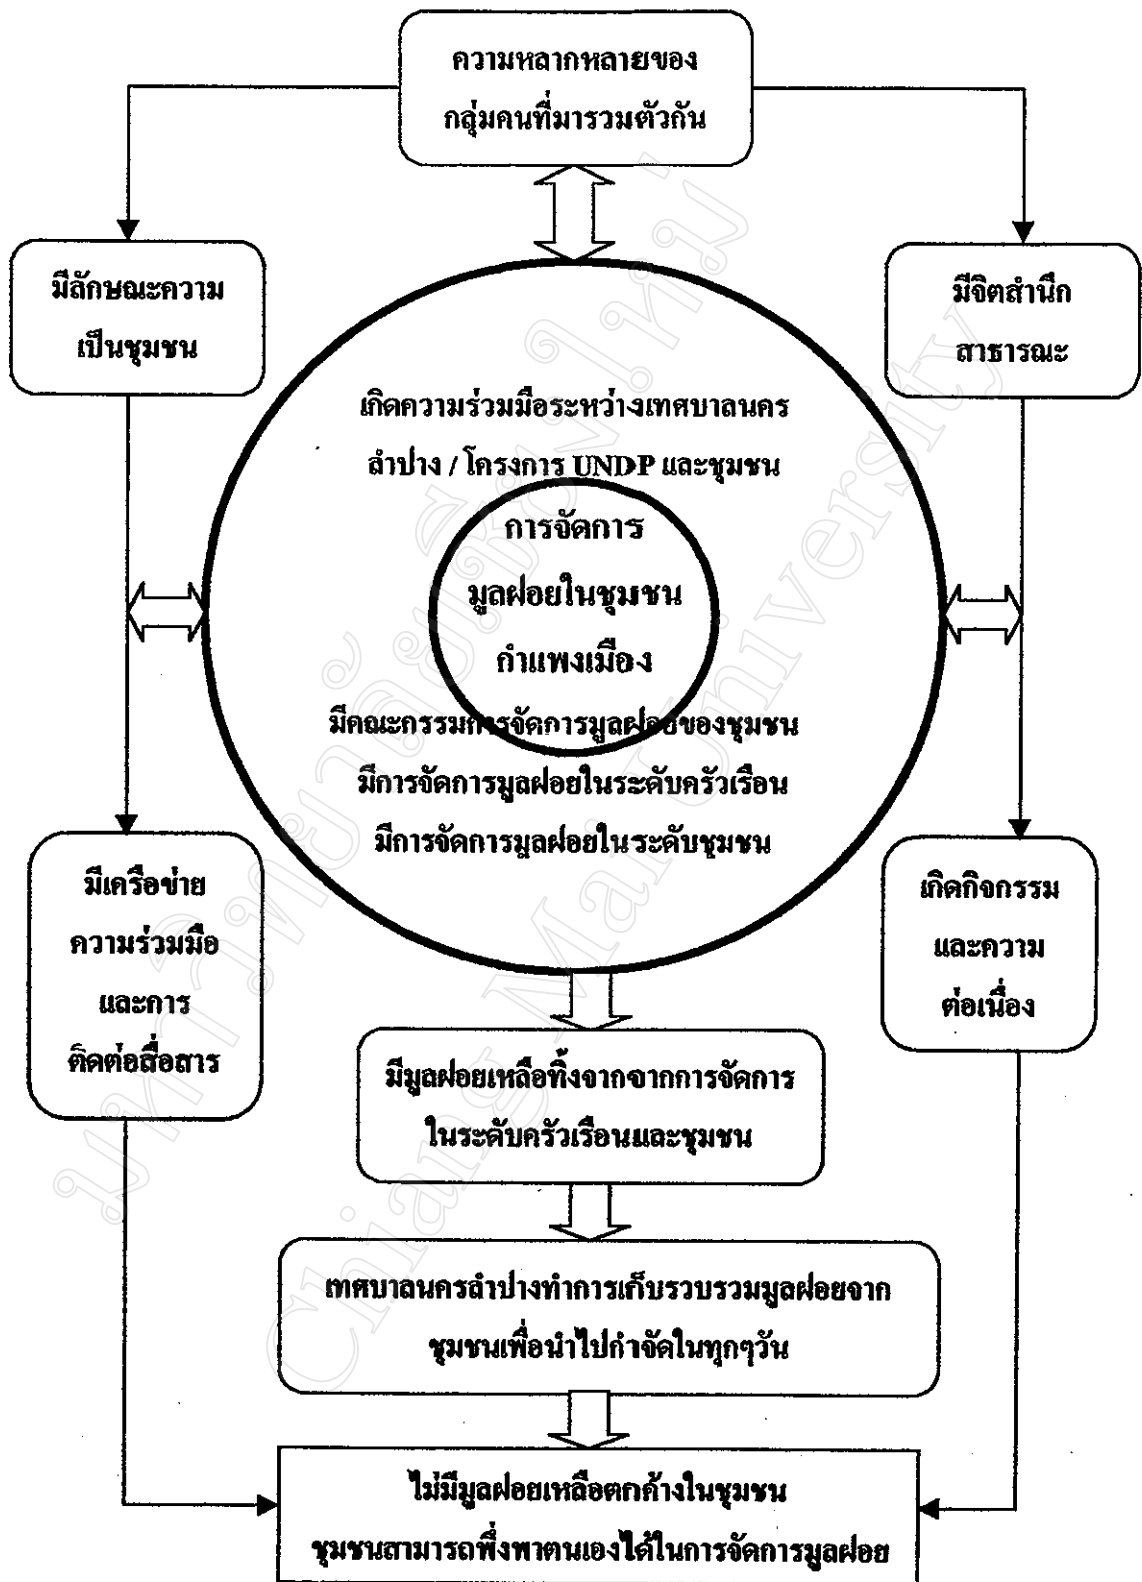 ความหลากหลายของ
กลุ่มคนที่มารวมตัวกัน
มีลักษณะความ
เป็นชุมชน
มีจิตสำนึก
สาธารณะ
เกิดความร่วมมือระหว่างเทศบาลนคร
ลำปาง / โครงการ UNDP และชุมชน
การจัดการ
มูลฝอยในชุมชน
กำแพงเมือง
มีคณะกรรมการจัดการมูลฝอยของชุมชน
มีการจัดการมูลฝอยในระดับครัวเรือน
มีการจัดการมูลฝอยในระดับชุมชน
มีเครือข่าย
ความร่วมมือ
และการ
ติดต่อสื่อสาร
เกิดกิจกรรม
และความ
ต่อเนื่อง
มีมูลฝอยเหลือทิ้งจากจากการจัดการ
ในระดับครัวเรือนและชุมชน
เทศบาลนครลำปางทำการเก็บรวบรวมมูลฝอยจาก
ชุมชนเพื่อนำไปกำจัดในทุกๆวัน
ไม่มีมูลฝอยเหลือตกค้างในชุมชน
ชุมชนสามารถพึ่งพาตนเองได้ในการจัดการมูลฝอย
มหาวิทยาลัยเชียงใหม่
Chiang Mai University